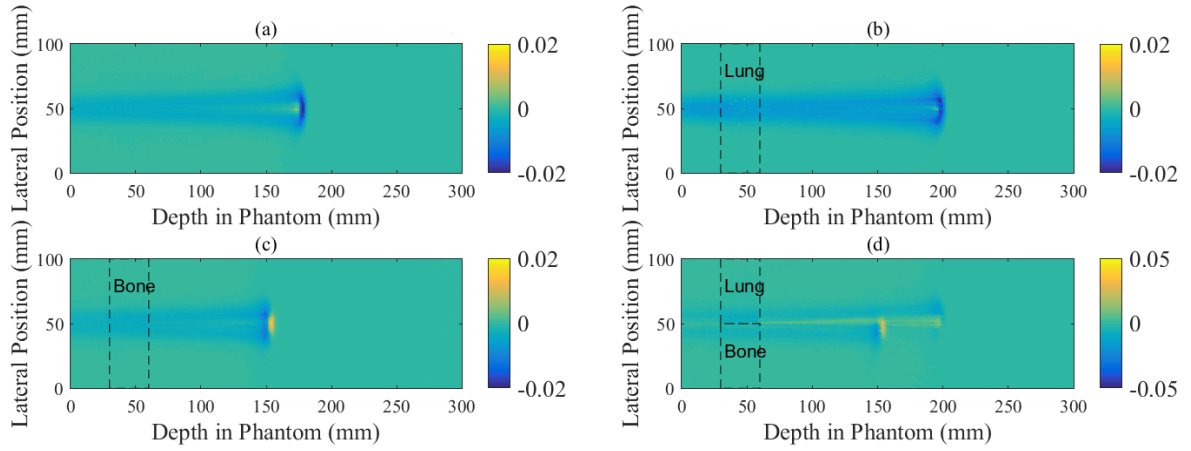 (a)
Lateral Position (mm)
100
50
0
0 50 100 150 200 250 300
Depth in Phantom (mm)
0.02
0
-0.02
(b)
Lateral Position (mm)
100
50
0
Lung
0 50 100 150 200 250 300
Depth in Phantom (mm)
0.02
0
-0.02
(c)
Lateral Position (mm)
100
50
0
Bone
0 50 100 150 200 250 300
Depth in Phantom (mm)
0.02
0
-0.02
(d)
Lateral Position (mm)
100
50
0
Lung
Bone
0 50 100 150 200 250 300
Depth in Phantom (mm)
0.05
0
-0.05